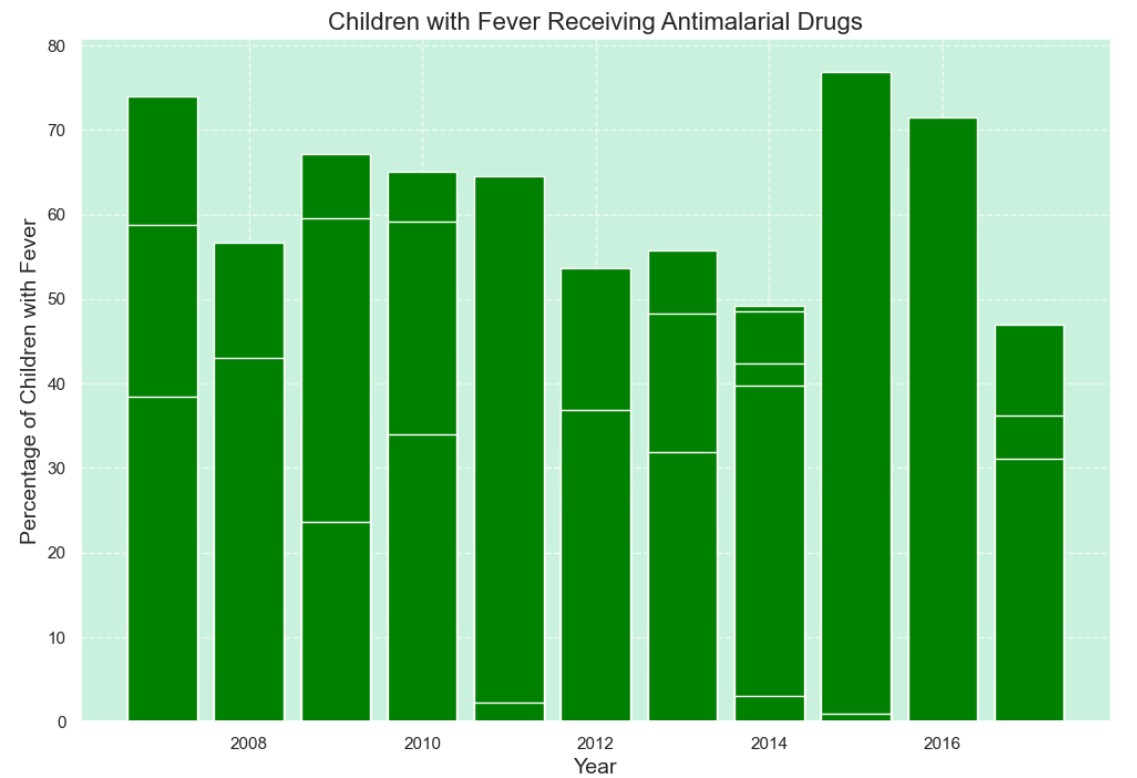 Children with Fever Receiving Antimalarial Drugs
80
70
60
50
40
30
20
10
0
Percentage of Children with Fever
2008 2010 2012 2014 2016
Year